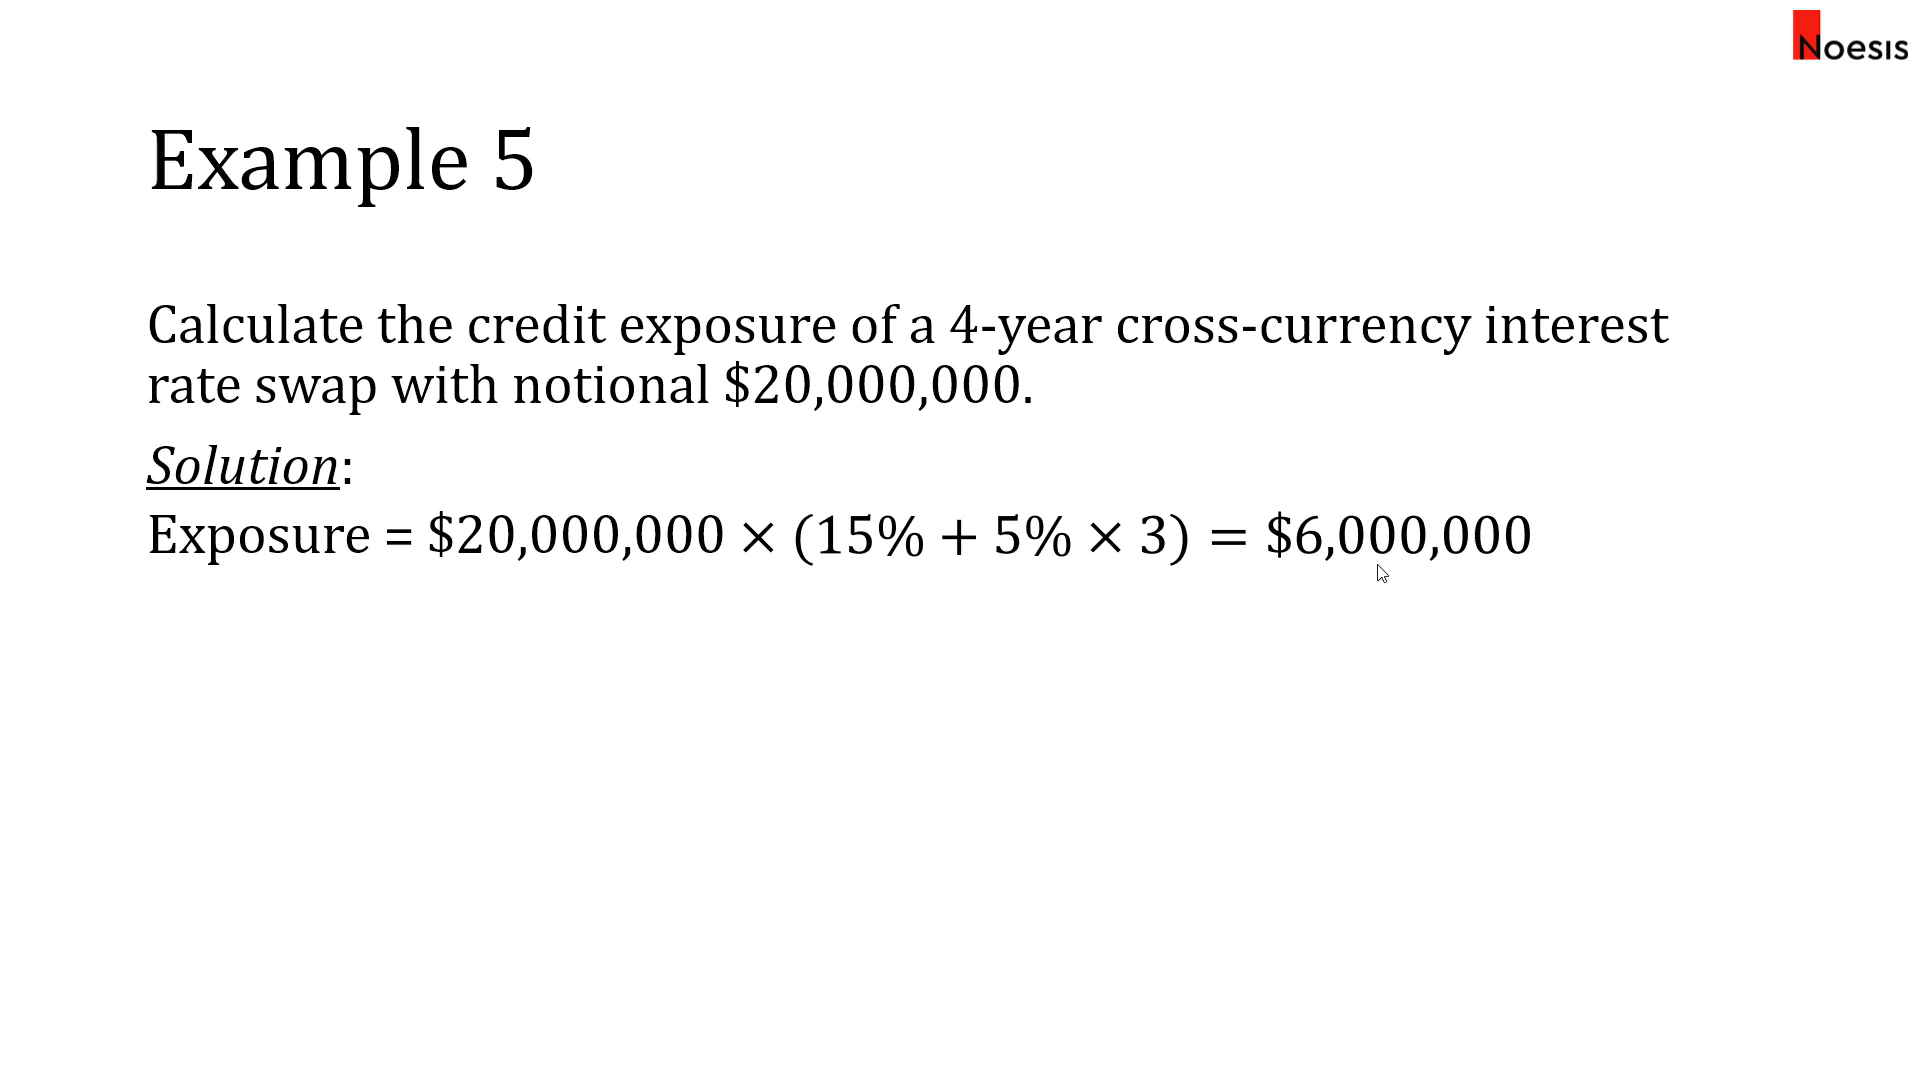 Noesis
Example 5
Calculate the credit exposure of a 4-year cross-currency interest
rate swap with notional $20,000,000.
Solution:
Exposure = $20,000,000 × (15% + 5% × 3) = $6,000,000